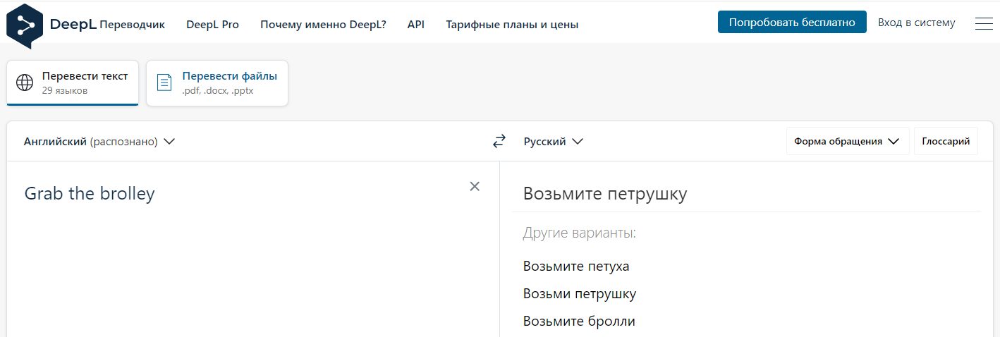 DeepL Переводчик DeepL Pro Почему именно DeepL? API Тарифные планы и цены Попробовать бесплатно Вход в систему
Перевести текст
29 языков
Перевести файлы
.pdf, .docx, .pptx
Английский (распознано) Русский Форма обращения Глоссарий
Grab the brolley
Возьмите петрушку
Другие варианты:
Возьмите петуха
Возьми петрушку
Возьмите бролли